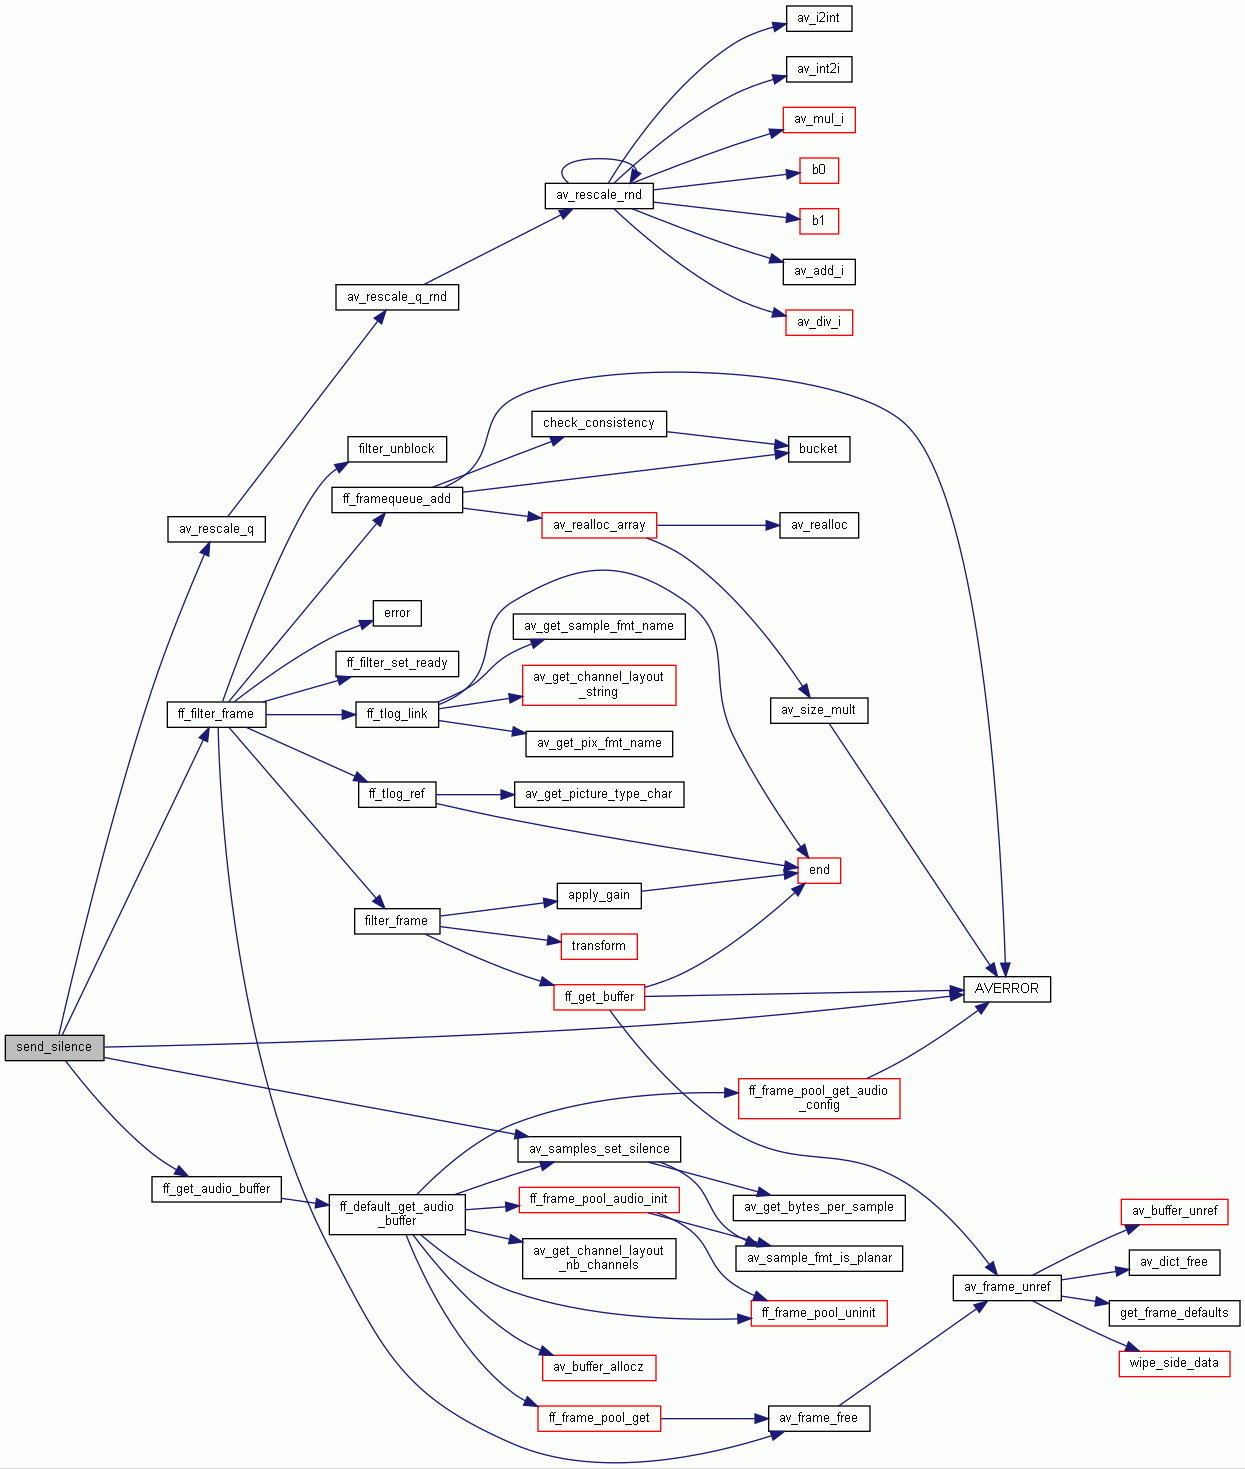 av_i2int
av_int2i
av_mul_i
b0
av_rescale_rnd
b1
av_add_i
av_rescale_q_rnd
av_div_i
check_consistency
filter_unblock
bucket
ff_framequeue_add
av_rescale_q
av_realloc_array
av_realloc
error
av_get_sample_fmt_name
ff_filter_set_ready
av_get_channel_layout
_string
ff_filter_frame
ff_tlog_link
av_size_mult
av_get_pix_fmt_name
ff_tlog_ref
av_get_picture_type_char
end
apply_gain
filter_frame
transform
ff_get_buffer
AVERROR
send_silence
ff_frame_pool_get_audio
_config
av_samples_set_silence
ff_get_audio_buffer
ff_default_get_audio
_buffer
ff_frame_pool_audio_init
av_get_bytes_per_sample
av_buffer_unref
av_get_channel_layout
_nb_channels
av_sample_fmt_is_planar
av_dict_free
av_frame_unref
ff_frame_pool_uninit
get_frame_defaults
av_buffer_allocz
wipe_side_data
ff_frame_pool_get
av_frame_free